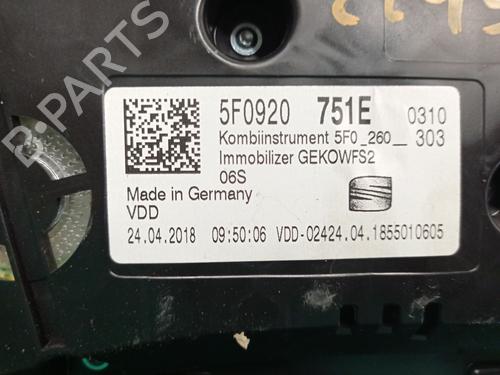 5F0920 751E 0310
Kombiinstrument 5F0_260__ 303
Immobilizer GEKOWFS2
06S
Made in Germany
VDD
24.04.2018 09:50:06 VDD-02424.04.1855010605
B-PARTS